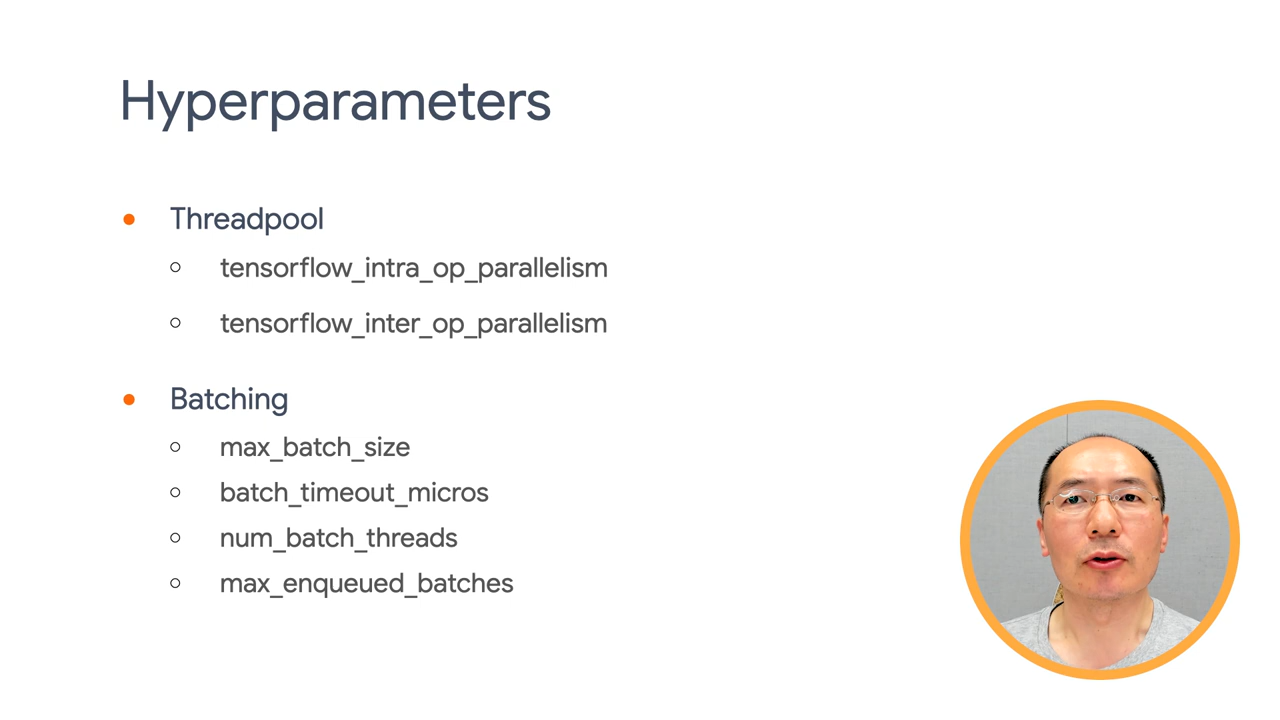 Hyperparameters
Threadpool
tensorflow_intra_op_parallelism
tensorflow_inter_op_parallelism
Batching
max_batch_size
batch_timeout_micros
num_batch_threads
max_enqueued_batches